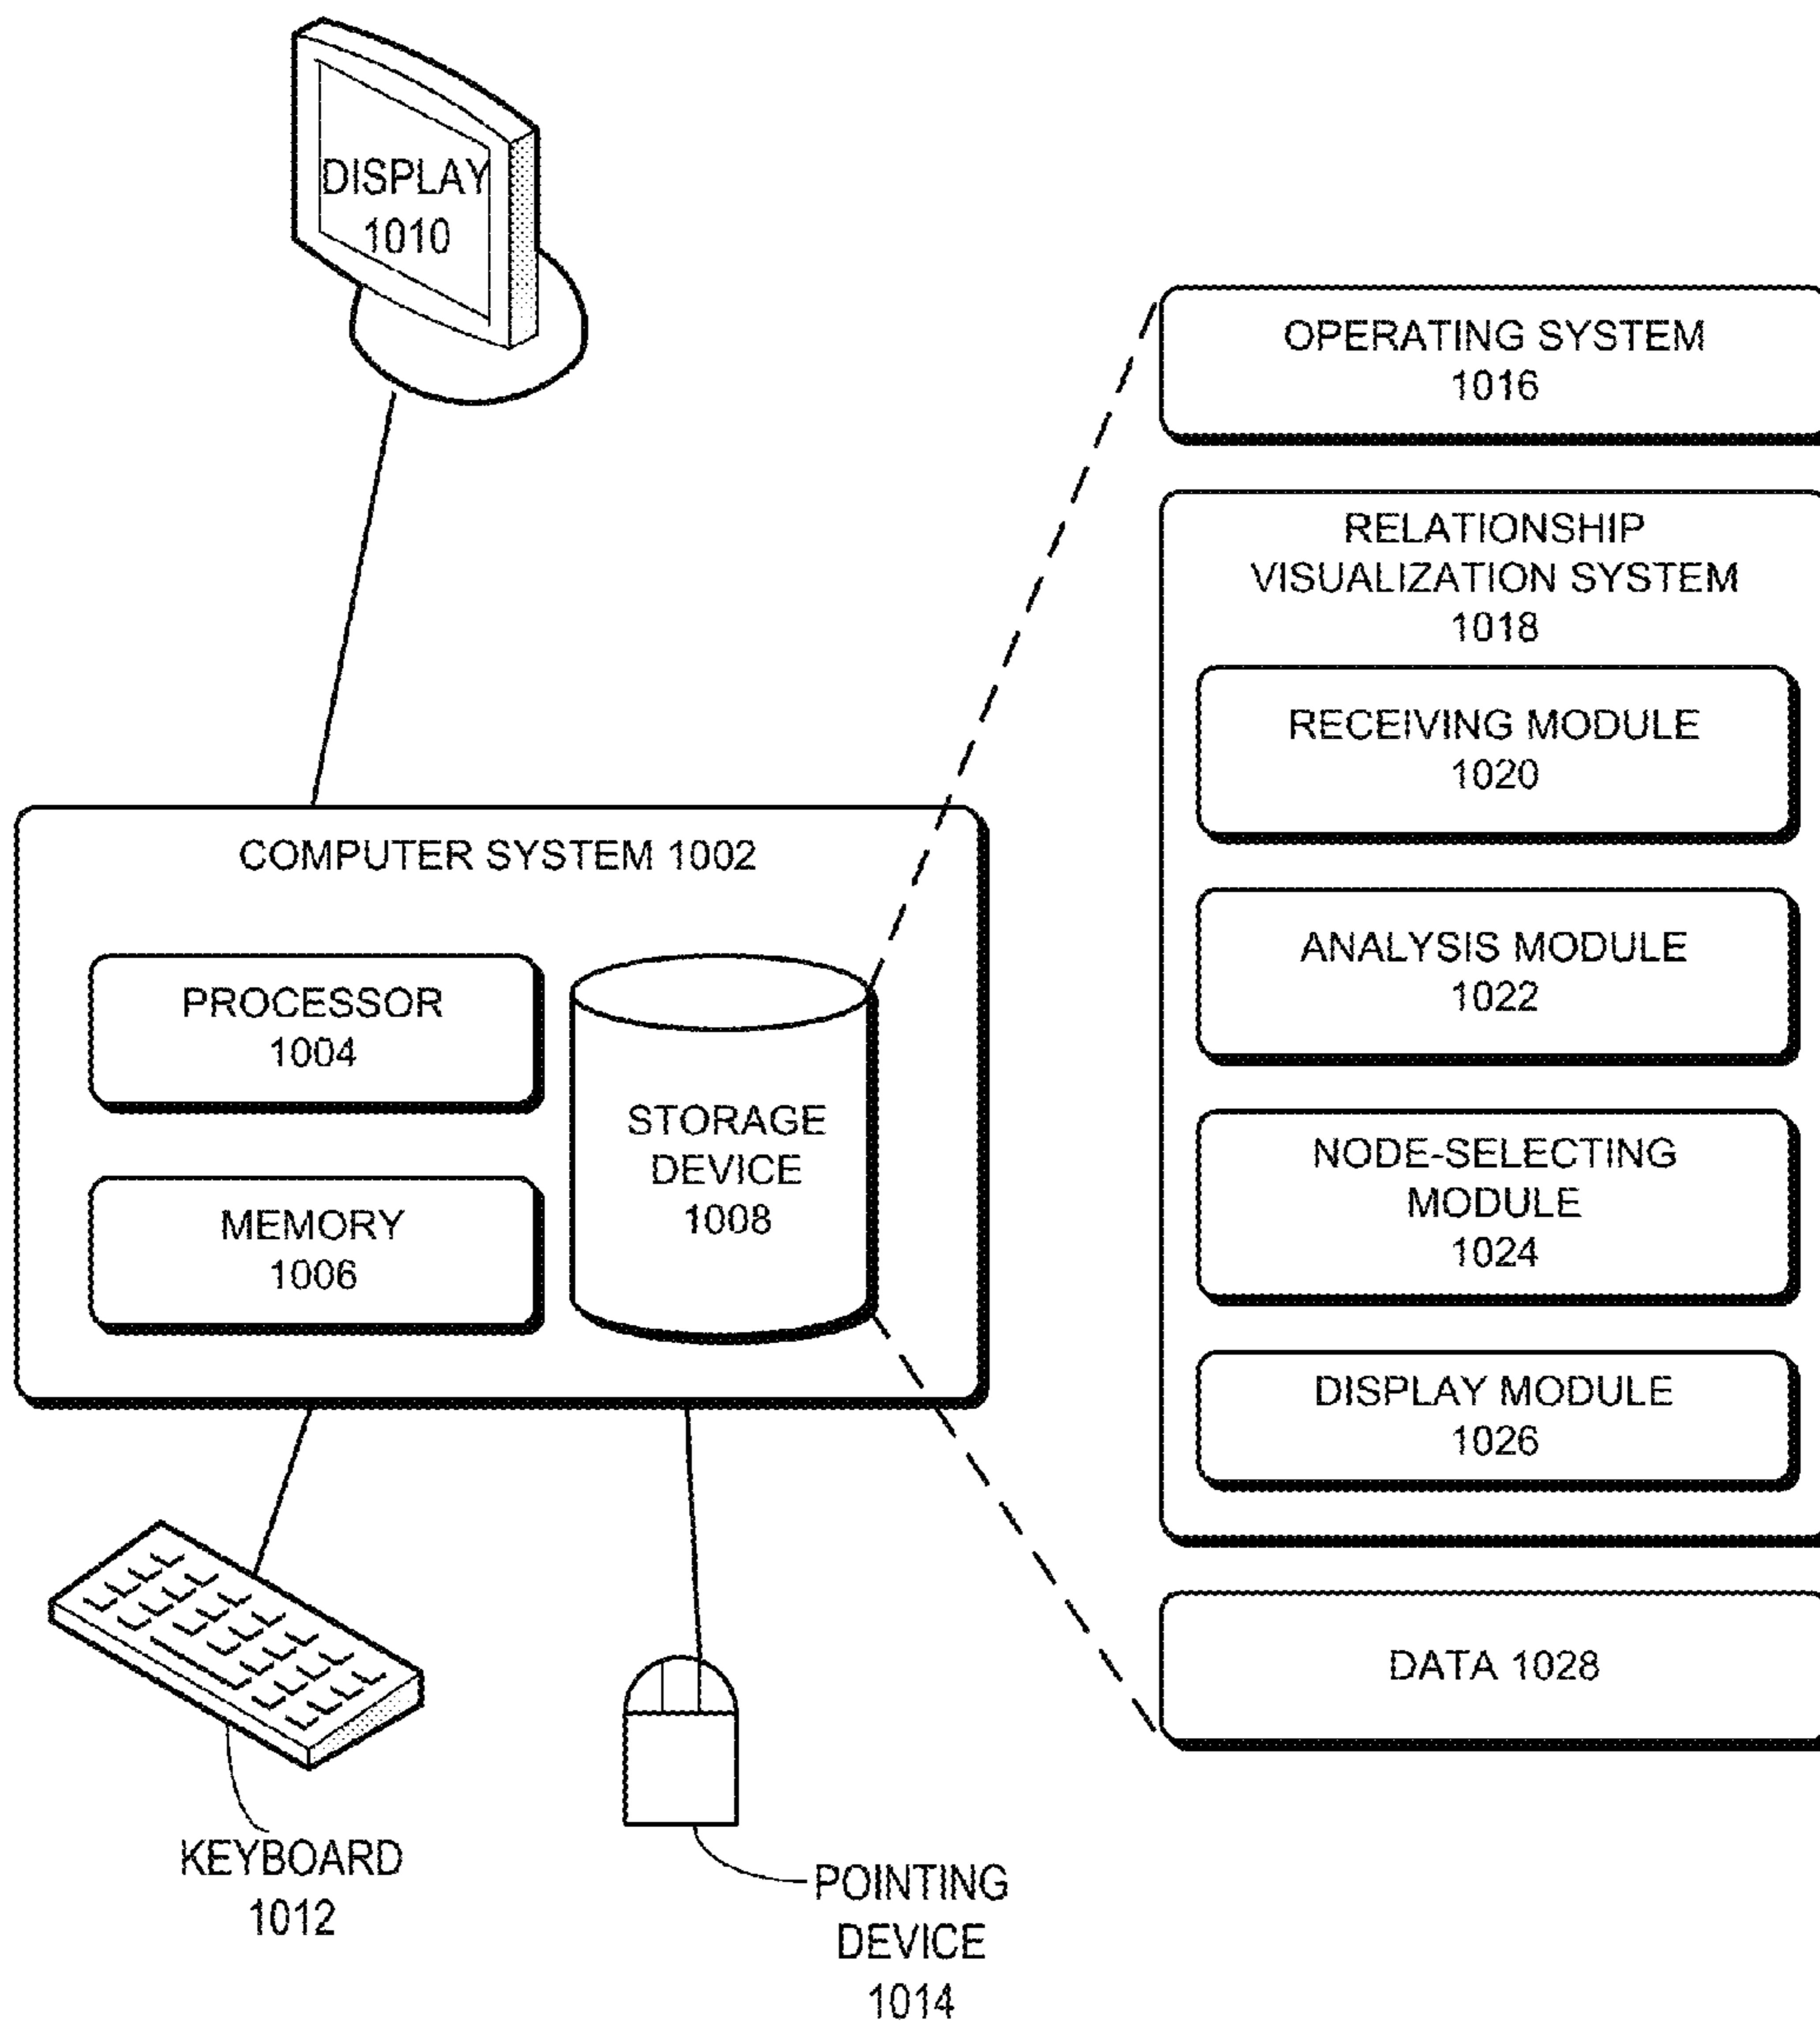 DISPLAY
1010
OPERATING SYSTEM
1016
RELATIONSHIP
VISUALIZATION SYSTEM
1018
RECEIVING MODULE
1020
ANALYSIS MODULE
1022
NODE-SELECTING
MODULE
1024
DISPLAY MODULE
1026
DATA 1028
COMPUTER SYSTEM 1002
PROCESSOR
1004
MEMORY
1006
STORAGE
DEVICE
1008
KEYBOARD
1012
POINTING
DEVICE
1014